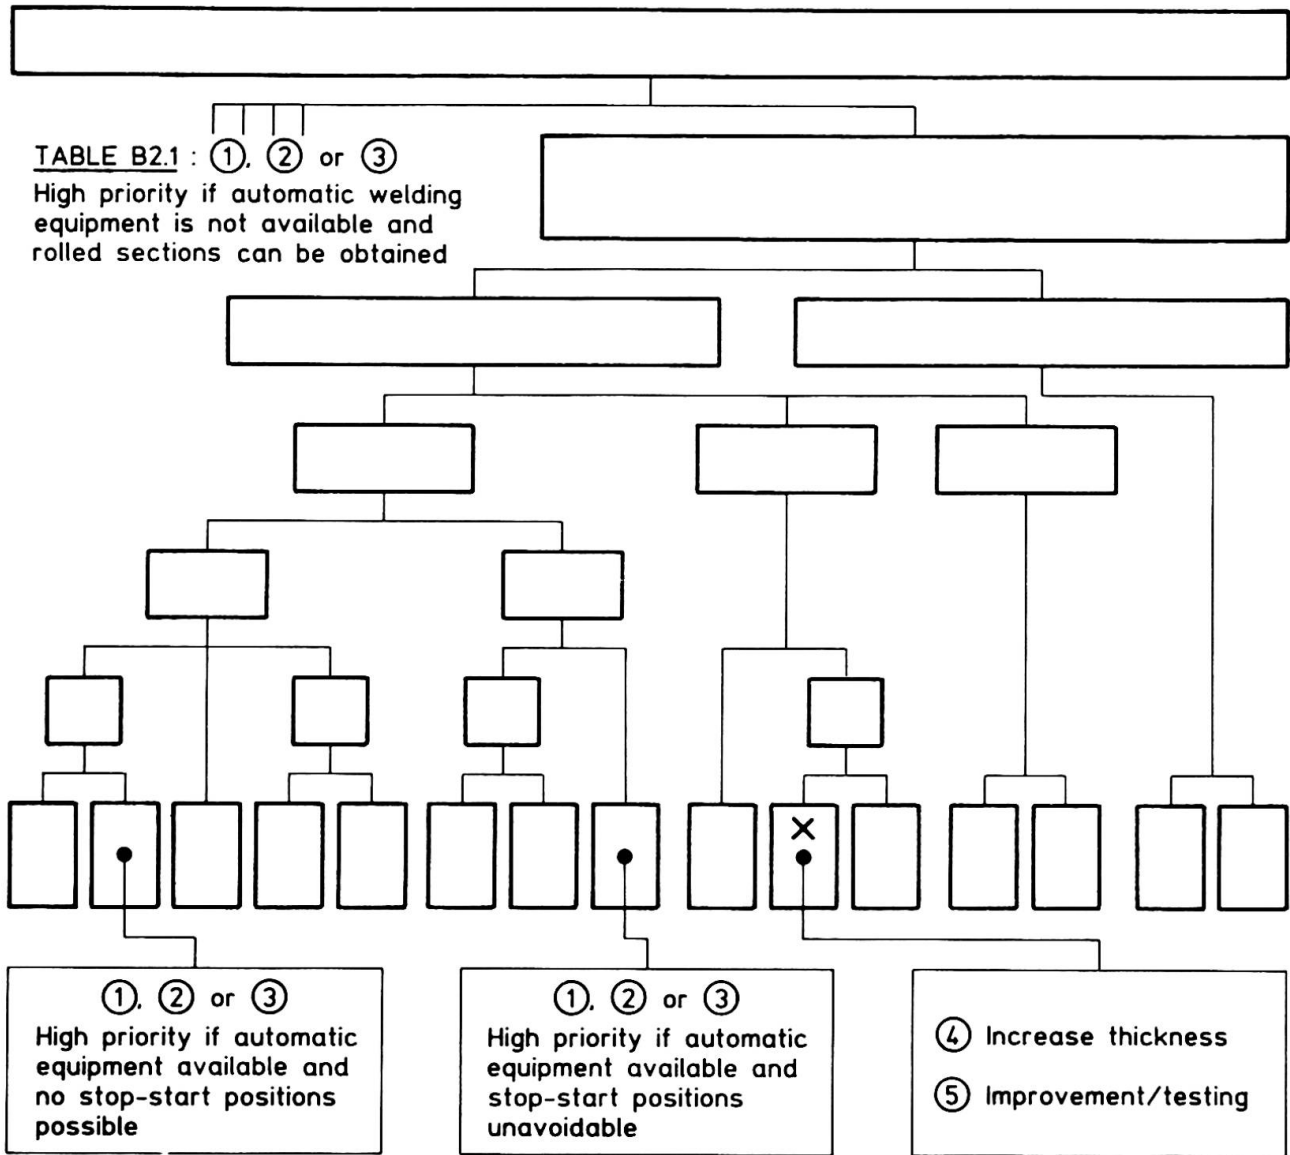 TABLE B2.1 : ①, ② or ③
High priority if automatic welding
equipment is not available and
rolled sections can be obtained
①, ② or ③
High priority if automatic
equipment available and
no stop-start positions
possible
①, ② or ③
High priority if automatic
equipment available and
stop-start positions
unavoidable
④ Increase thickness
⑤ Improvement/testing